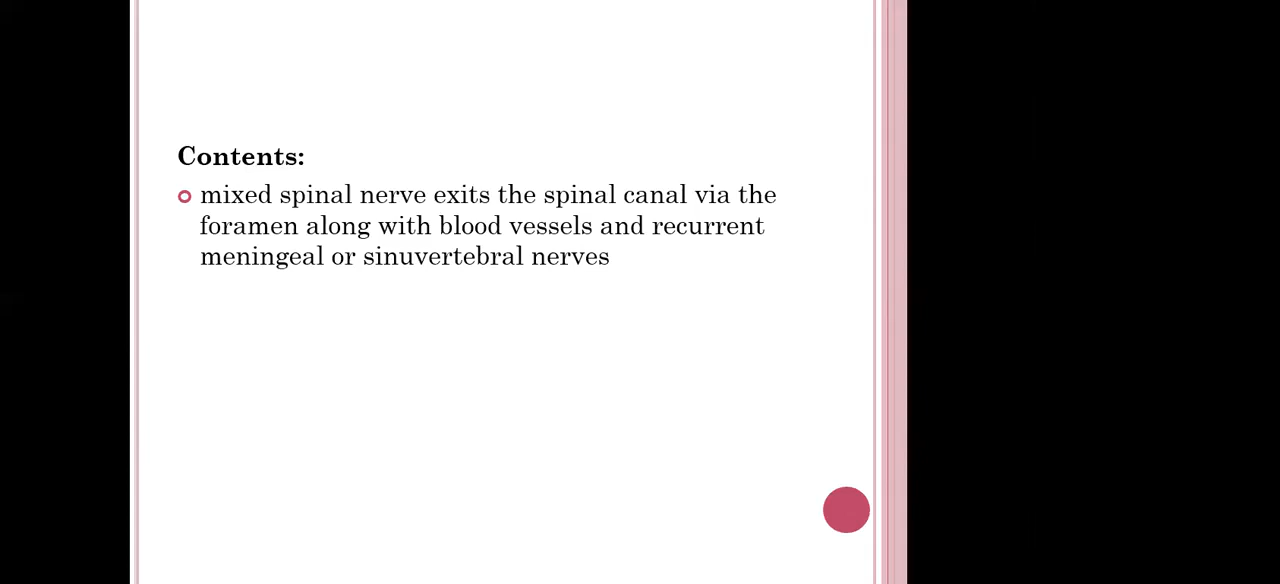 Contents:
mixed spinal nerve exits the spinal canal via the
foramen along with blood vessels and recurrent
meningeal or sinuvertebral nerves